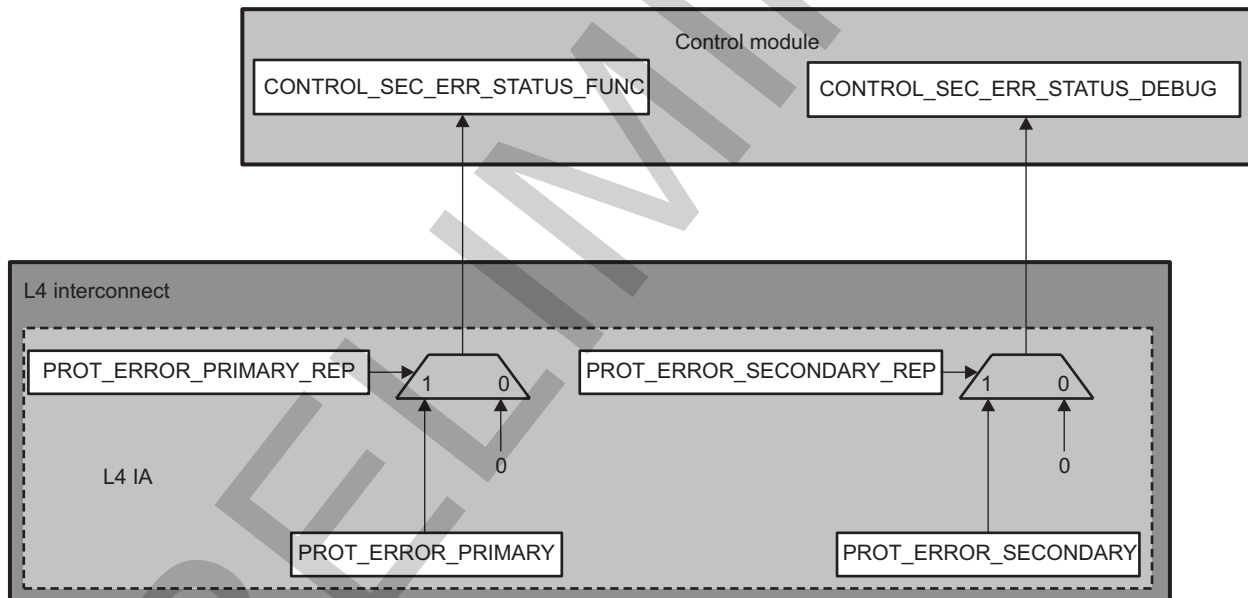 Control module
CONTROL_SEC_ERR_STATUS_FUNC
CONTROL_SEC_ERR_STATUS_DEBUG
L4 interconnect
PROT_ERROR_PRIMARY_REP
1 0
PROT_ERROR_SECONDARY_REP
1 0
0
0
L4 IA
PROT_ERROR_PRIMARY
PROT_ERROR_SECONDARY